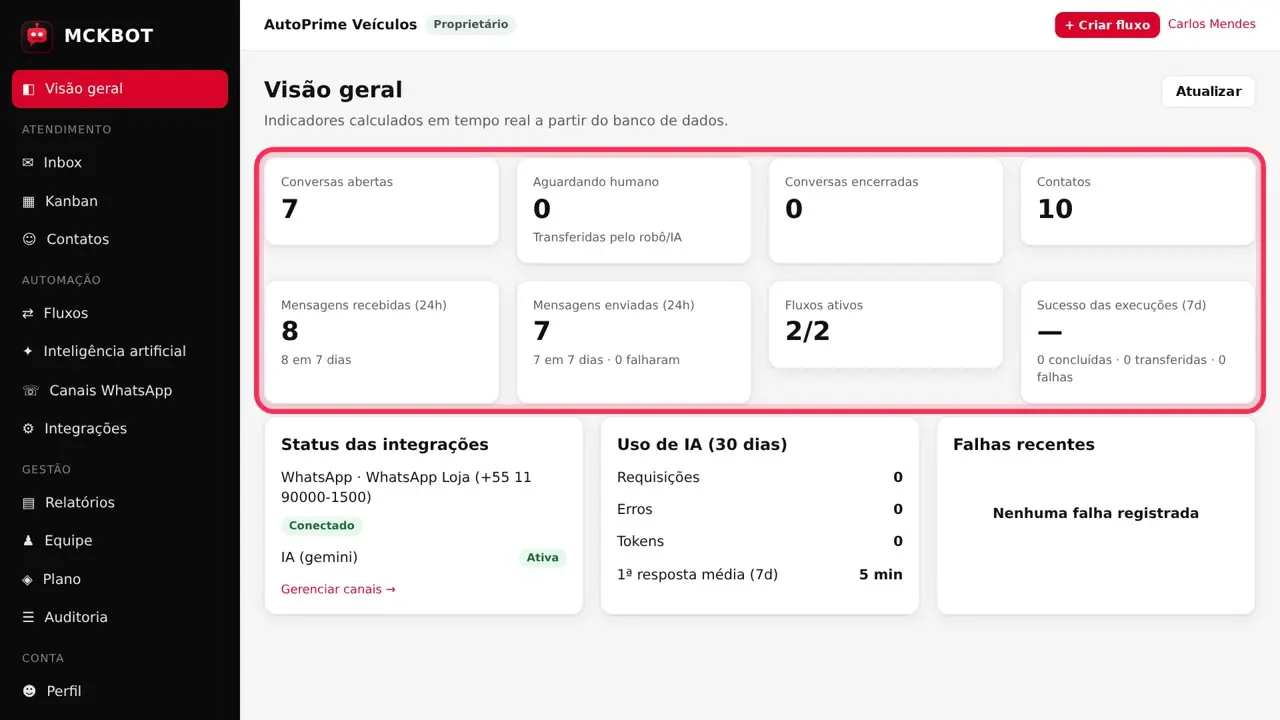 MCKBOT
Visão geral
ATENDIMENTO
Inbox
Kanban
Contatos
AUTOMAÇÃO
Fluxos
Inteligência artificial
Canais WhatsApp
Integrações
GESTÃO
Relatórios
Equipe
Plano
Auditoria
CONTA
Perfil
AutoPrime Veículos Proprietário
+ Criar fluxo Carlos Mendes
Visão geral
Atualizar
Indicadores calculados em tempo real a partir do banco de dados.
Conversas abertas
7
Aguardando humano
0
Transferidas pelo robô/IA
Conversas encerradas
0
Contatos
10
Mensagens recebidas (24h)
8
8 em 7 dias
Mensagens enviadas (24h)
7
7 em 7 dias · 0 falharam
Fluxos ativos
2/2
Sucesso das execuções (7d)
—
0 concluídas · 0 transferidas · 0
falhas
Status das integrações
WhatsApp · WhatsApp Loja (+55 11
90000-1500)
Conectado
IA (gemini) Ativa
Gerenciar canais →
Uso de IA (30 dias)
Requisições 0
Erros 0
Tokens 0
1ª resposta média (7d) 5 min
Falhas recentes
Nenhuma falha registrada